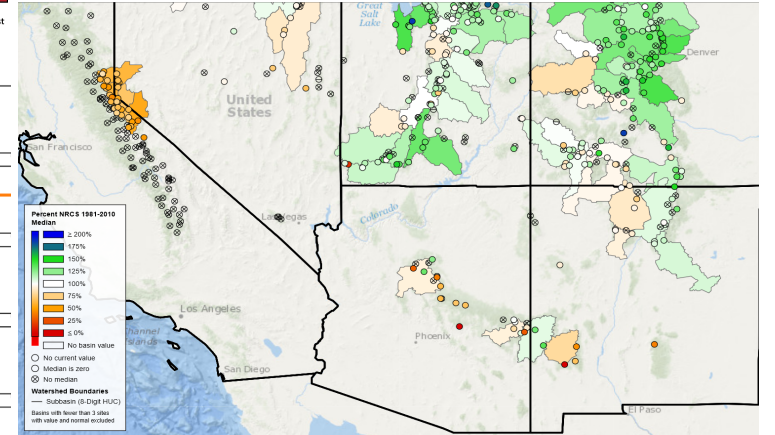 st
Great
Salt
Lake
Denver
United
States
San Francisco
Las Vegas
Colorado
Los Angeles
Channel
Islands
San Diego
Phoenix
El Paso
Percent NRCS 1981-2010
Median
≥ 200%
175%
150%
125%
100%
75%
50%
25%
≤ 0%
No basin value
No current value
Median is zero
No median
Watershed Boundaries
Subbasin (8-Digit HUC)
Basins with fewer than 3 sites
with value and normal excluded